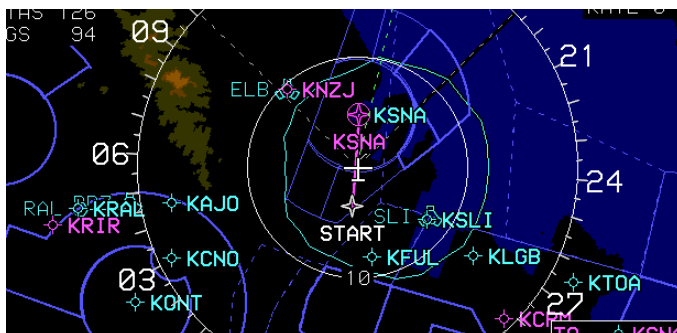 TAS 126
GS 94
09
21
ELB KNZJ
KSNA
KSNA
06
24
RAL
KRAL
KAJO
KRIR
SLI KSLI
START
KCNO
KFUL
KLGB
03
10
KTOA
KONT
27